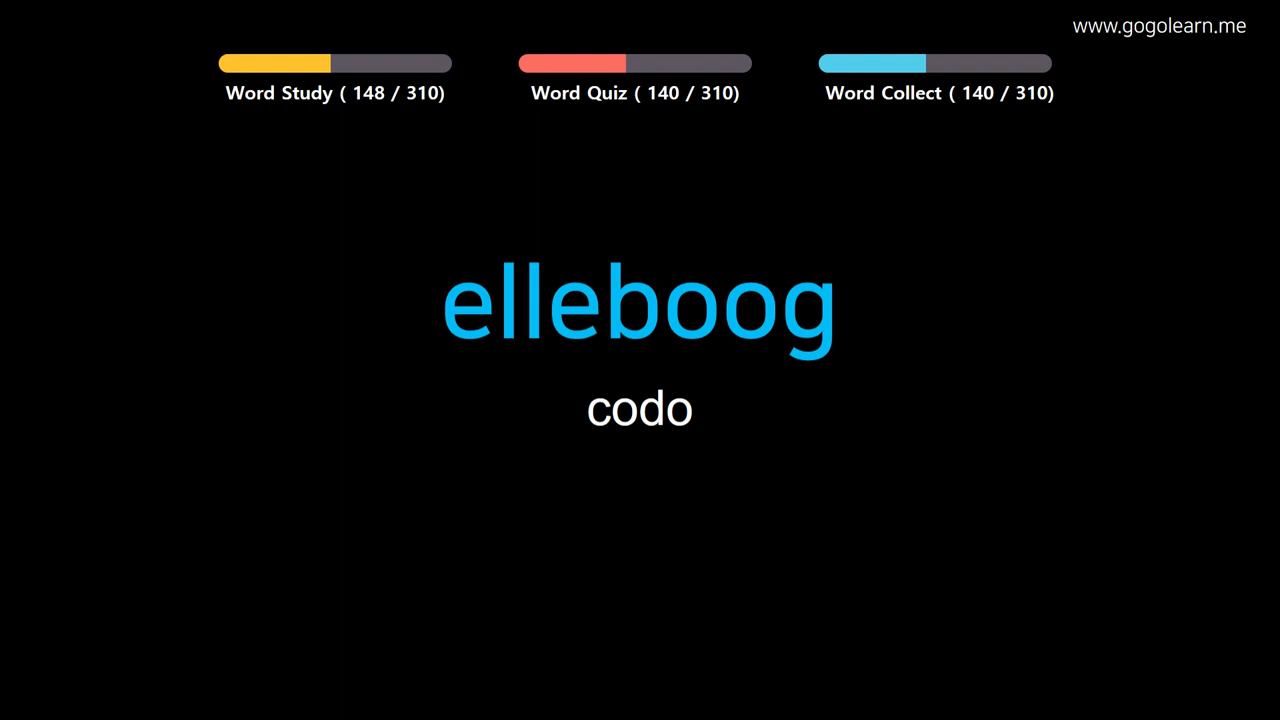 www.gogolearn.me
Word Study ( 148 / 310)
Word Quiz ( 140 / 310)
Word Collect ( 140 / 310)
elleboog
codo